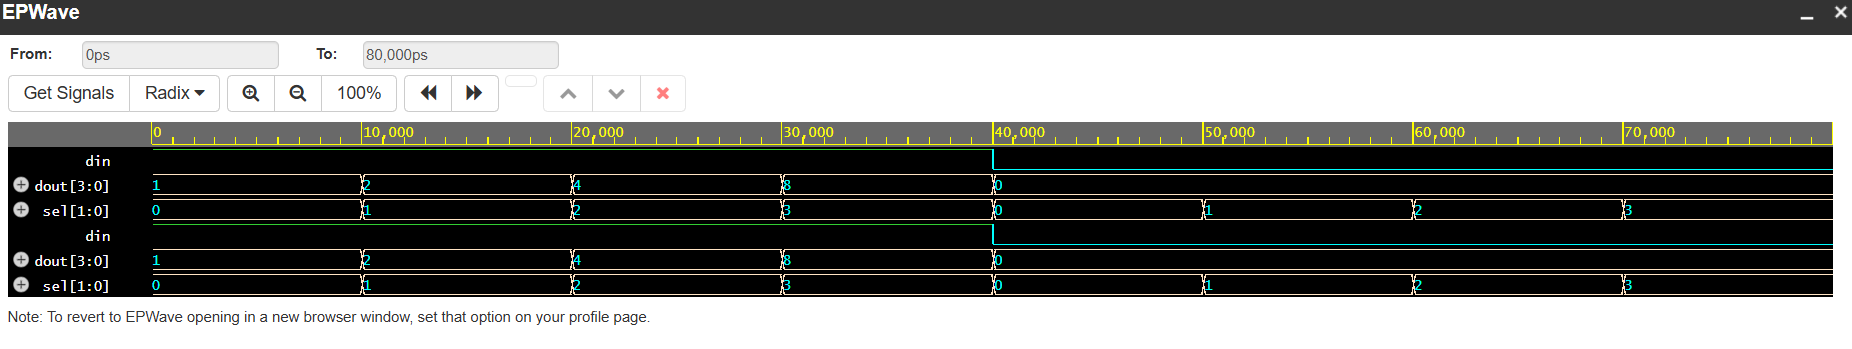 EPWave
From: 0ps To: 80,000ps
Get Signals Radix 100%
0 10,000 20,000 30,000 40,000 50,000 60,000 70,000
din
dout[3:0] 1 2 4 8 0
sel[1:0] 0 1 2 3 0 1 2 3
din
dout[3:0] 1 2 4 8 0
sel[1:0] 0 1 2 3 0 1 2 3
Note: To revert to EPWave opening in a new browser window, set that option on your profile page.